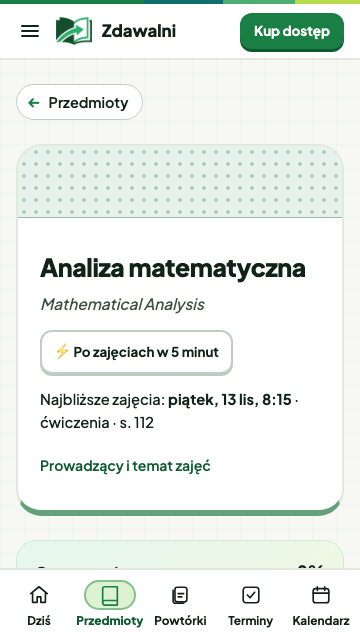 Zdawalni
Kup dostęp
Przedmioty
Analiza matematyczna
Mathematical Analysis
Po zajęciach w 5 minut
Najbliższe zajęcia: piątek, 13 lis, 8:15 ·
ćwiczenia · s. 112
Prowadzący i temat zajęć
Dziś
Przedmioty
Powtórki
Terminy
Kalendarz